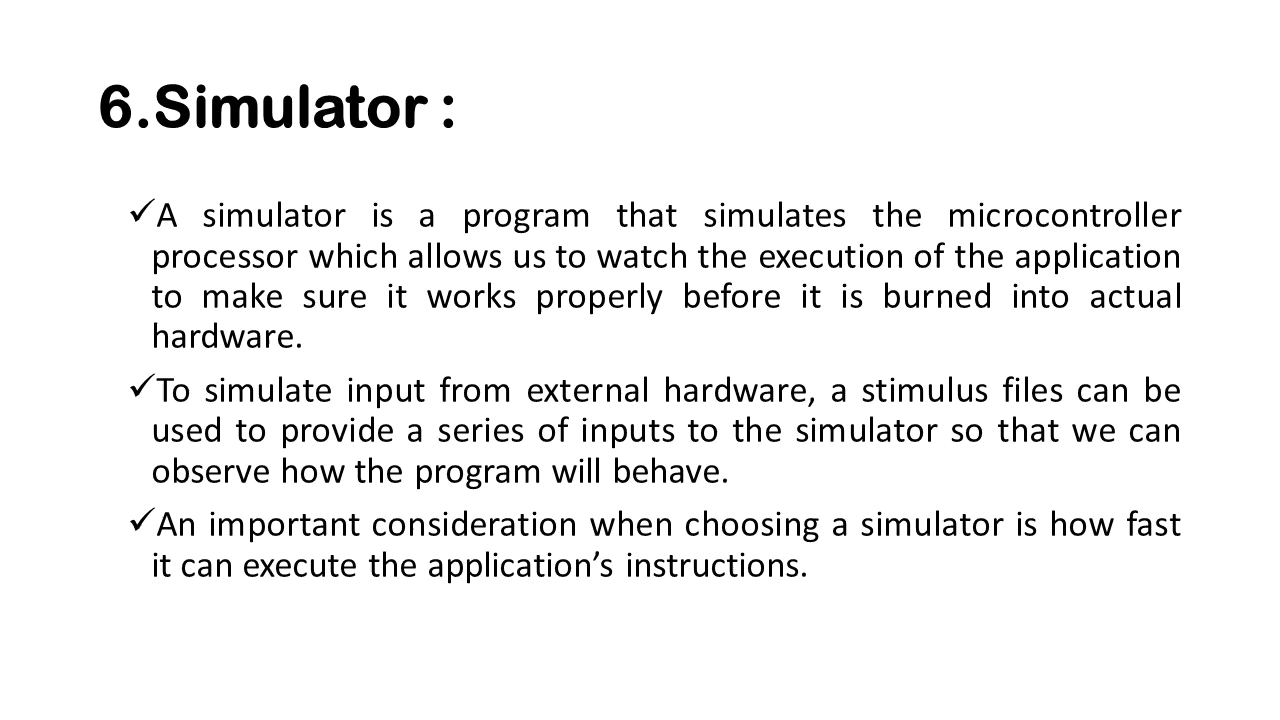 6.Simulator :
✓A simulator is a program that simulates the microcontroller
processor which allows us to watch the execution of the application
to make sure it works properly before it is burned into actual
hardware.
✓To simulate input from external hardware, a stimulus files can be
used to provide a series of inputs to the simulator so that we can
observe how the program will behave.
✓An important consideration when choosing a simulator is how fast
it can execute the application’s instructions.